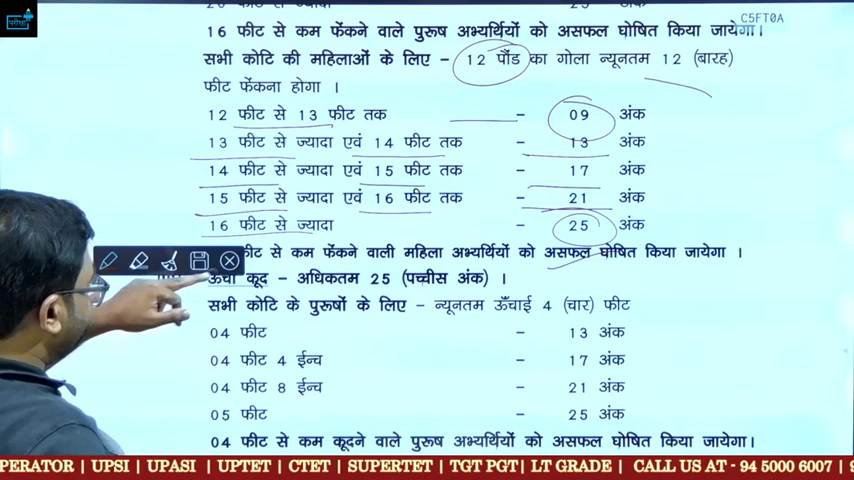 परीक्षा
C5FT0A
16 फीट से कम फेंकने वाले पुरूष अभ्यर्थियों को असफल घोषित किया जायेगा।
सभी कोटि की महिलाओं के लिए - 12 पौंड का गोला न्यूनतम 12 (बारह)
फीट फेंकना होगा ।
12 फीट से 13 फीट तक - 09 अंक
13 फीट से ज्यादा एवं 14 फीट तक - 13 अंक
14 फीट से ज्यादा एवं 15 फीट तक - 17 अंक
15 फीट से ज्यादा एवं 16 फीट तक - 21 अंक
16 फीट से ज्यादा - 25 अंक
फीट से कम फेंकने वाली महिला अभ्यर्थियों को असफल घोषित किया जायेगा ।
ऊँची कूद - अधिकतम 25 (पच्चीस अंक) ।
सभी कोटि के पुरूषों के लिए - न्यूनतम ऊँचाई 4 (चार) फीट
04 फीट - 13 अंक
04 फीट 4 ईन्च - 17 अंक
04 फीट 8 ईन्च - 21 अंक
05 फीट - 25 अंक
04 फीट से कम कूदने वाले पुरूष अभ्यर्थियों को असफल घोषित किया जायेगा।
PERATOR | UPSI | UPASI | UPTET | CTET | SUPERTET | TGT PGT| LT GRADE | CALL US AT - 94 5000 6007 |